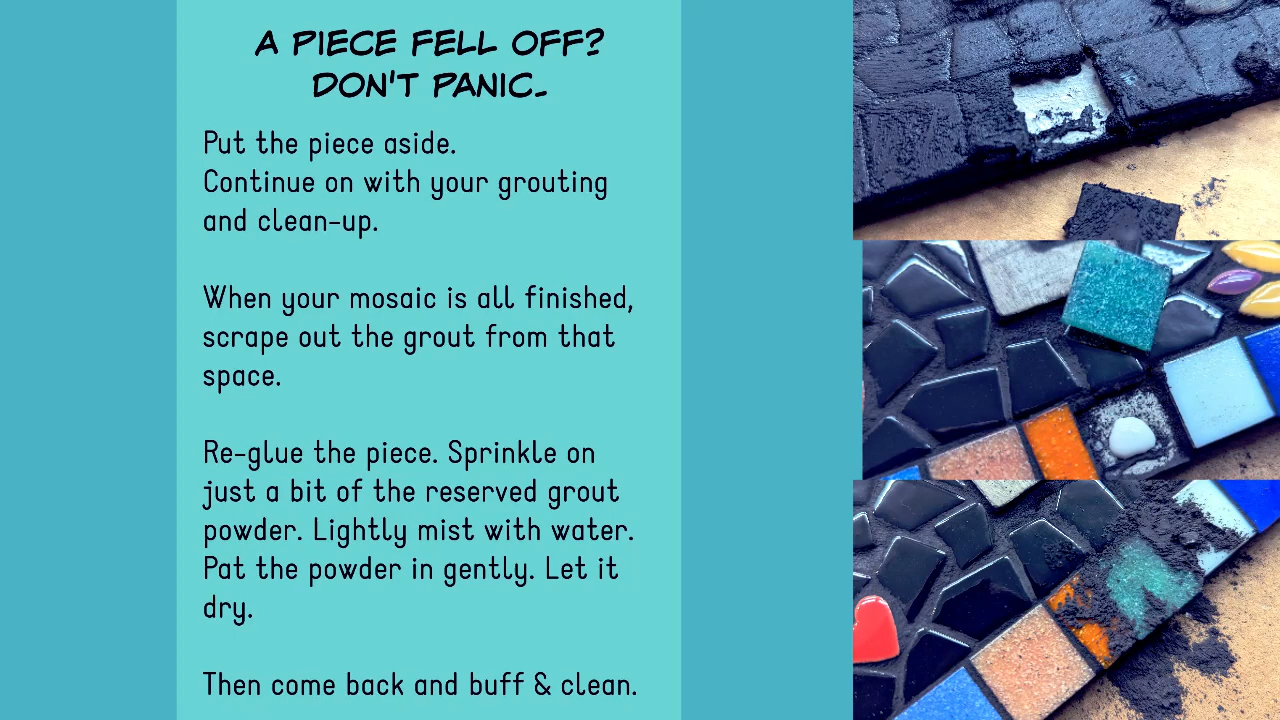 A PIECE FELL OFF?
DON'T PANIC-
Put the piece aside.
Continue on with your grouting
and clean-up.
When your mosaic is all finished,
scrape out the grout from that
space.
Re-glue the piece. Sprinkle on
just a bit of the reserved grout
powder. Lightly mist with water.
Pat the powder in gently. Let it
dry.
Then come back and buff & clean.